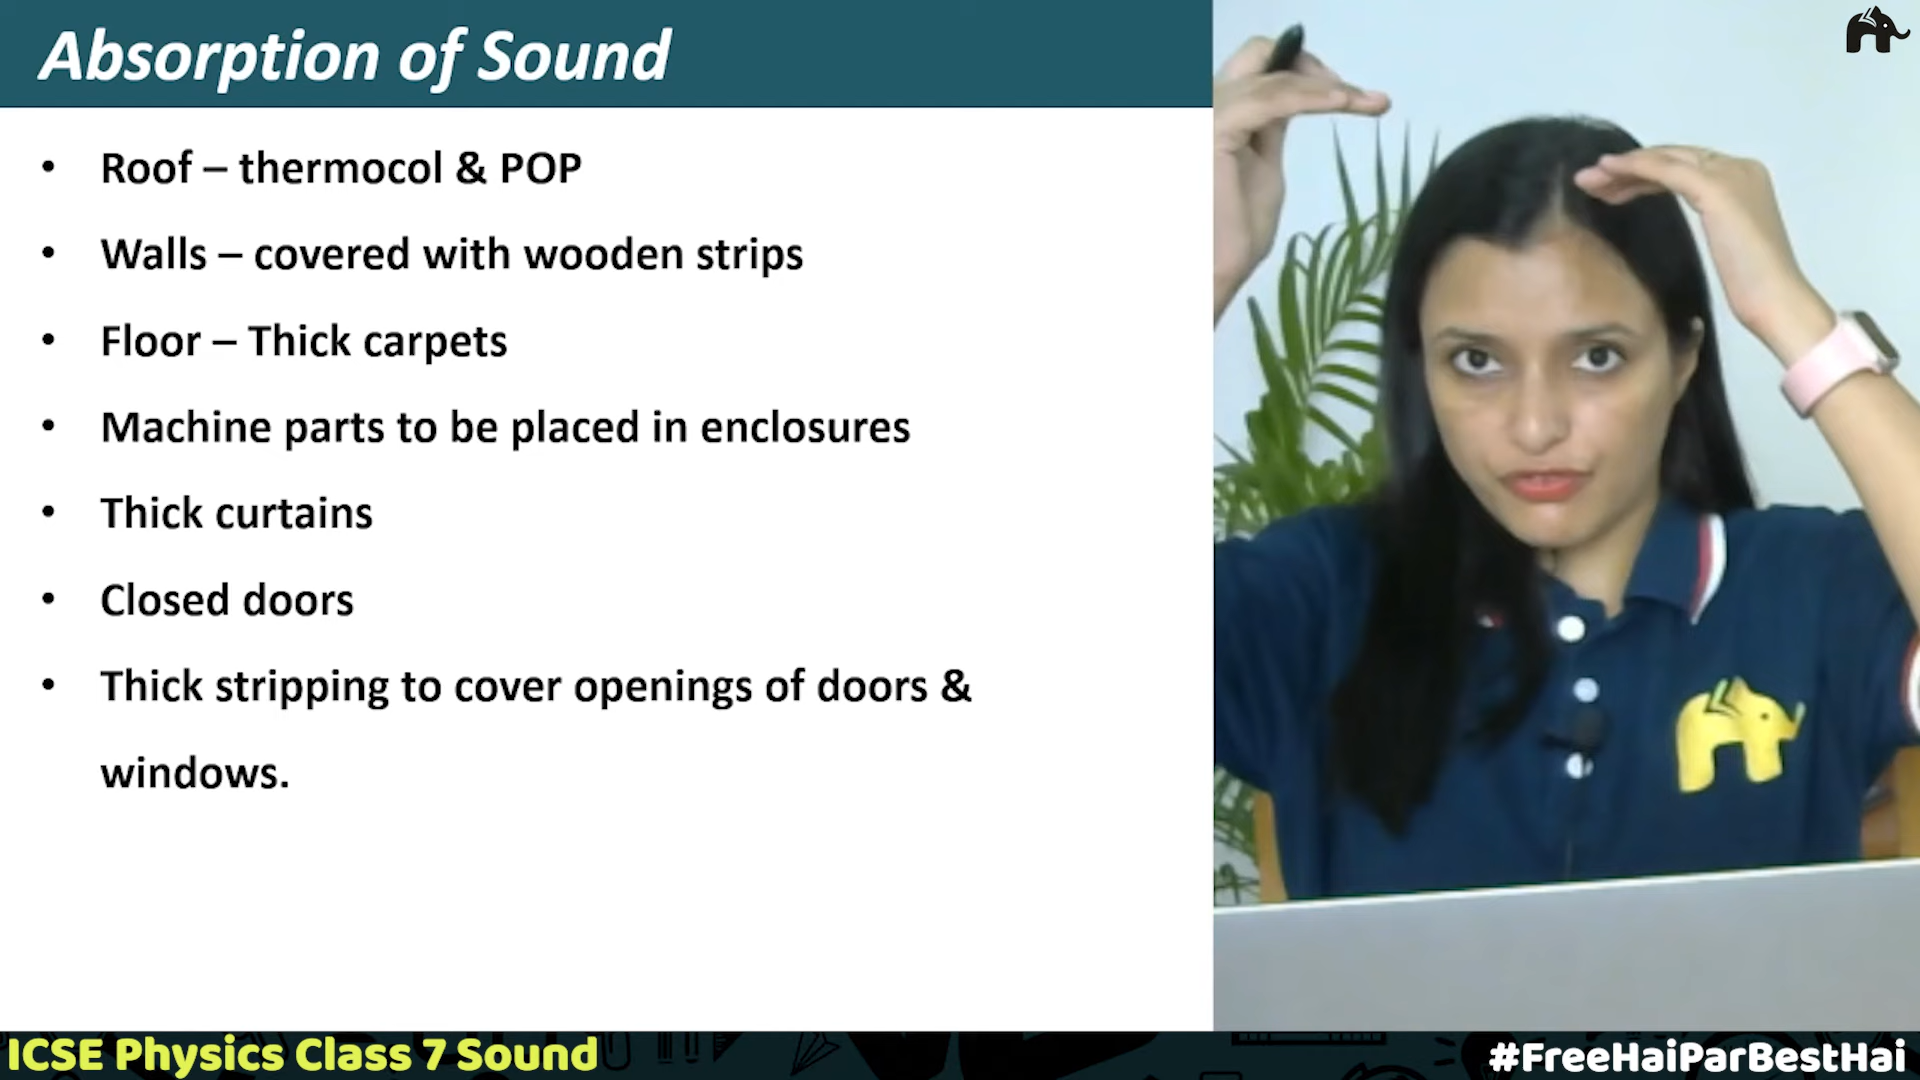 Absorption of Sound
• Roof – thermocol & POP
• Walls – covered with wooden strips
• Floor – Thick carpets
• Machine parts to be placed in enclosures
• Thick curtains
• Closed doors
• Thick stripping to cover openings of doors &
windows.
ICSE Physics Class 7 Sound
#FreeHaiParBestHai